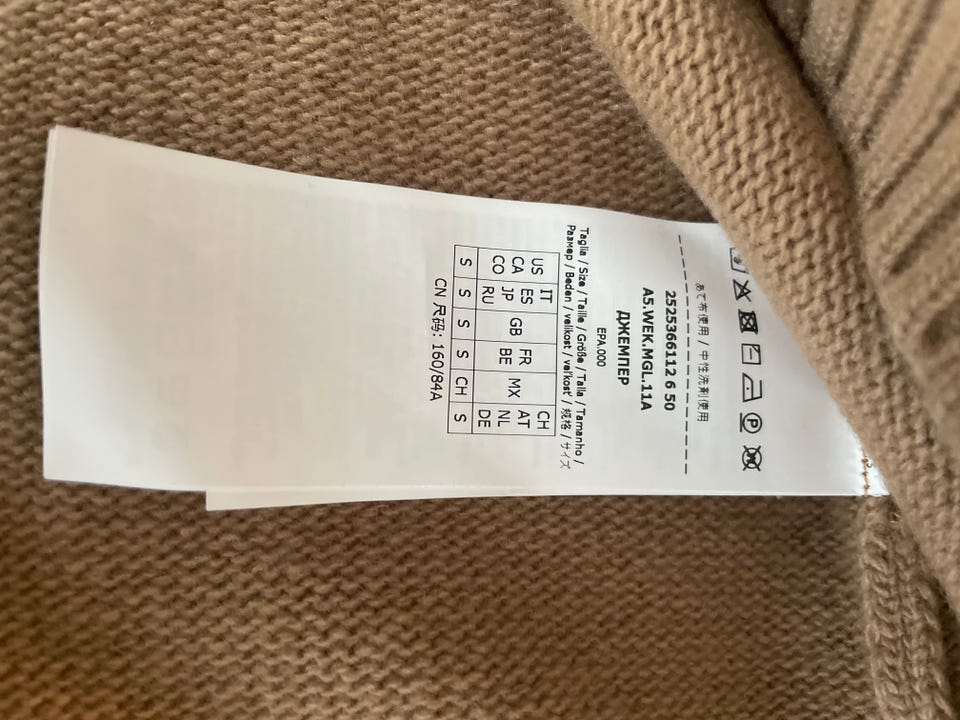 P W
あて布使用 / 中性洗剤使用
2525366112 6 50
A5.WEK.MGL.11A
ДЖЕМПЕР
EPA.000
Taglia / Size / Taille / Größe / Talla / Tamanho /
Размер / Beden / velikost / veľkosť / 规格 / サイズ
US IT CH
CA ES GB FR MX AT
CO JP BE NL
RU DE
S S S S CH S
CN 尺码: 160/84A